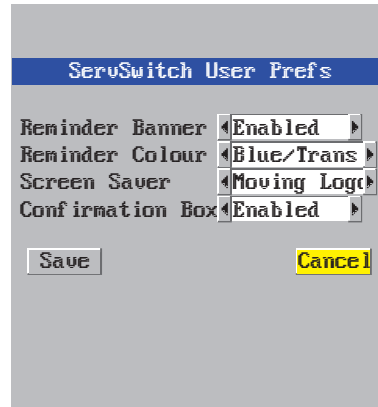 ServSwitch User Prefs
Reminder Banner Enabled
Reminder Colour Blue/Trans
Screen Saver Moving Logo
Confirmation Box Enabled
Save Cancel